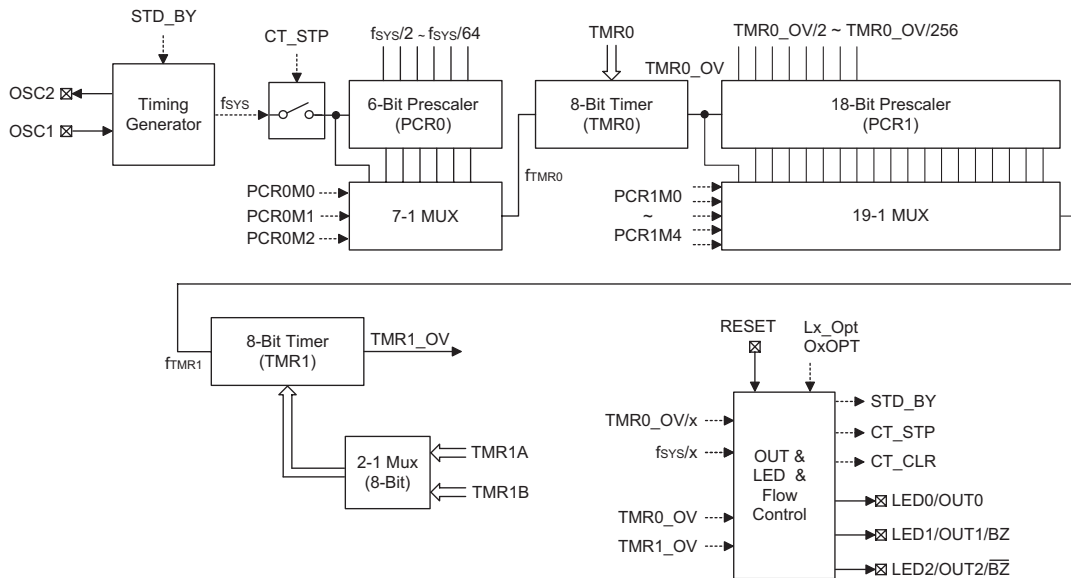 STD_BY
CT_STP
fSYS/2 ~ fSYS/64
TMR0
TMR0_OV/2 ~ TMR0_OV/256
TMR0_OV
OSC2
OSC1
Timing
Generator
fSYS
6-Bit Prescaler
(PCR0)
8-Bit Timer
(TMR0)
18-Bit Prescaler
(PCR1)
PCR0M0
PCR0M1
PCR0M2
7-1 MUX
fTMR0
PCR1M0
~
PCR1M4
19-1 MUX
fTMR1
8-Bit Timer
(TMR1)
TMR1_OV
2-1 Mux
(8-Bit)
TMR1A
TMR1B
RESET
Lx_Opt
OxOPT
TMR0_OV/x
fSYS/x
TMR0_OV
TMR1_OV
OUT &
LED &
Flow
Control
STD_BY
CT_STP
CT_CLR
LED0/OUT0
LED1/OUT1/BZ
LED2/OUT2/B̅Z̅